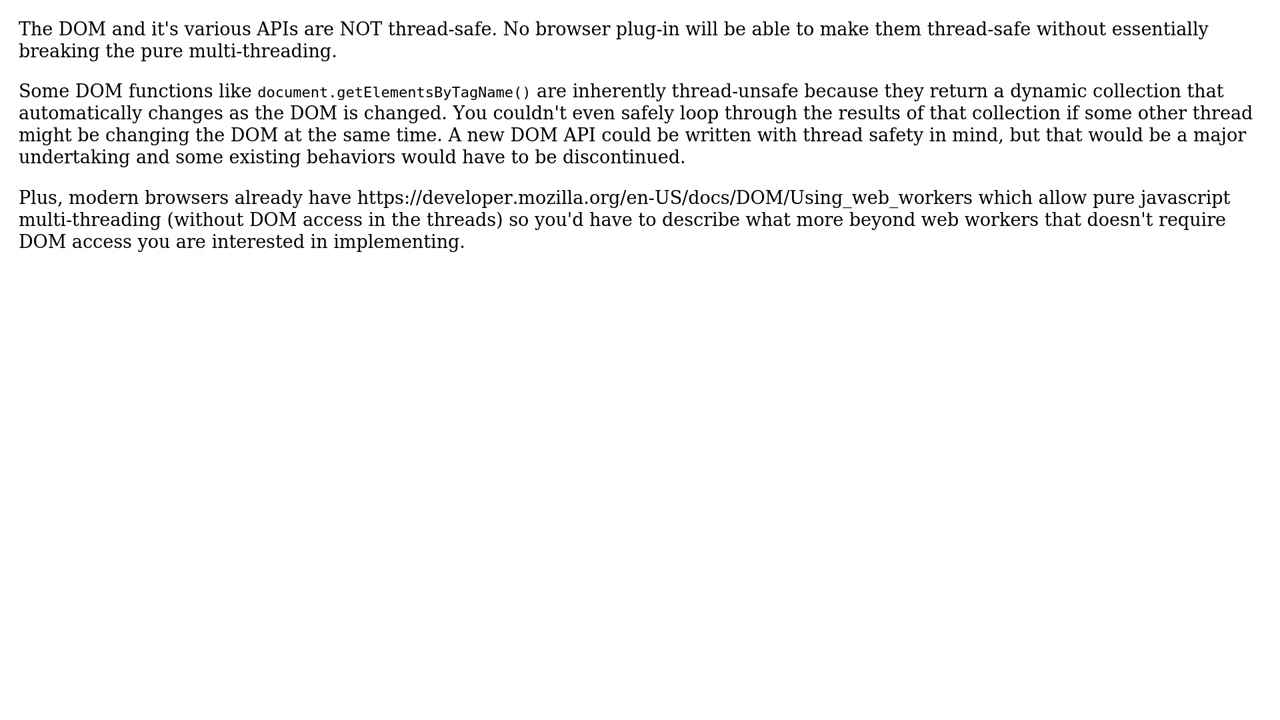 The DOM and it's various APIs are NOT thread-safe. No browser plug-in will be able to make them thread-safe without essentially
breaking the pure multi-threading.
Some DOM functions like document.getElementsByTagName() are inherently thread-unsafe because they return a dynamic collection that
automatically changes as the DOM is changed. You couldn't even safely loop through the results of that collection if some other thread
might be changing the DOM at the same time. A new DOM API could be written with thread safety in mind, but that would be a major
undertaking and some existing behaviors would have to be discontinued.
Plus, modern browsers already have https://developer.mozilla.org/en-US/docs/DOM/Using_web_workers which allow pure javascript
multi-threading (without DOM access in the threads) so you'd have to describe what more beyond web workers that doesn't require
DOM access you are interested in implementing.